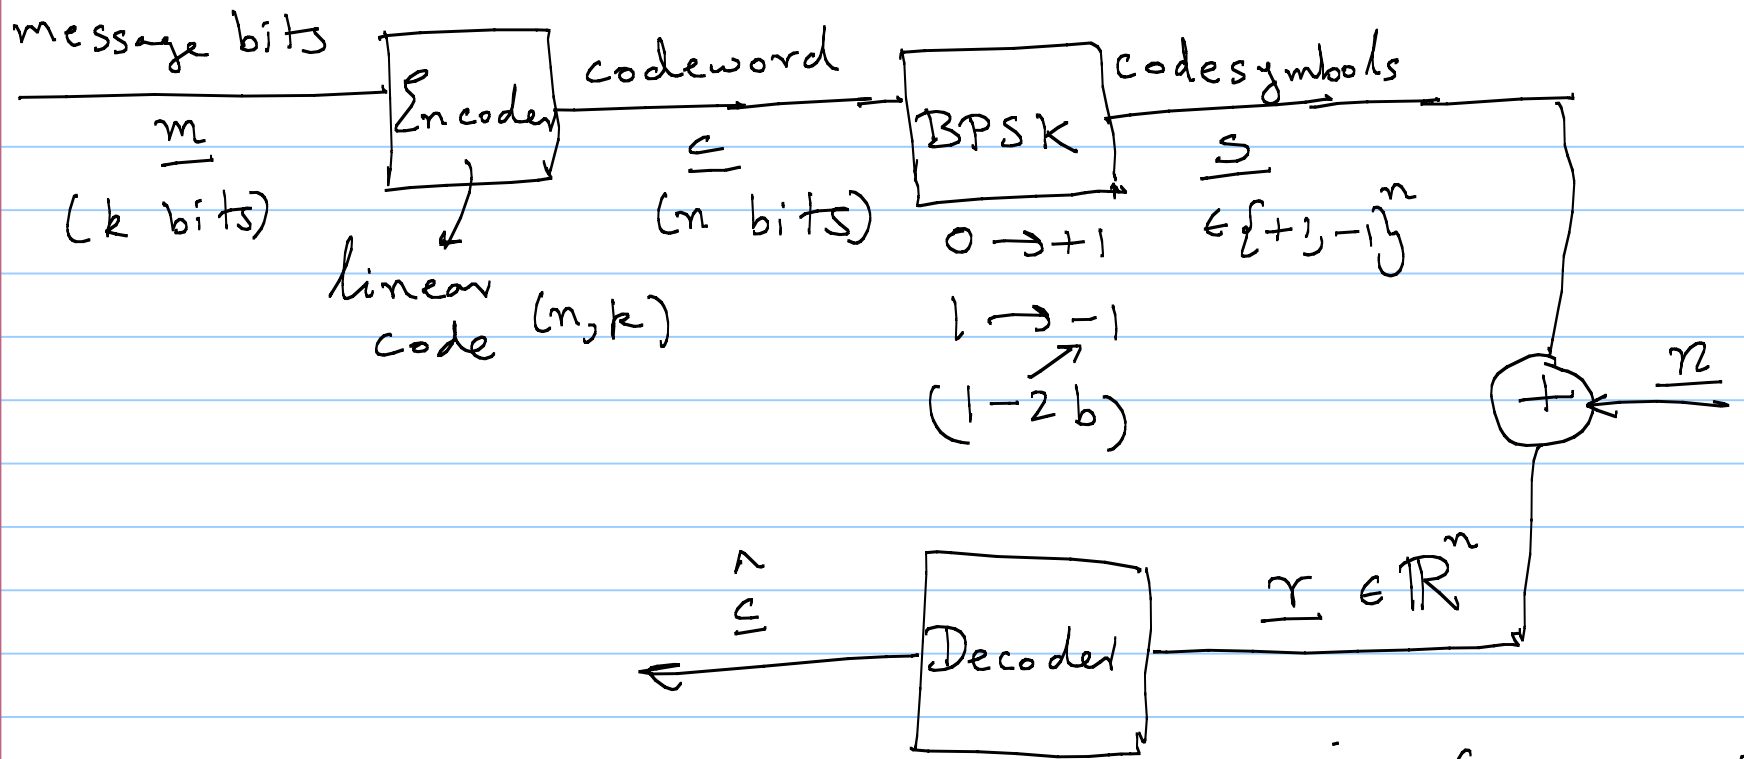 message bits
m
(k bits)
Encoder
linear
code (n,k)
codeword
c
(n bits)
BPSK
0 → +1
1 → -1
(1-2b)
codesymbols
s
∈{+1,-1}ⁿ
+
n
r ∈ ℝⁿ
Decoder
ĉ